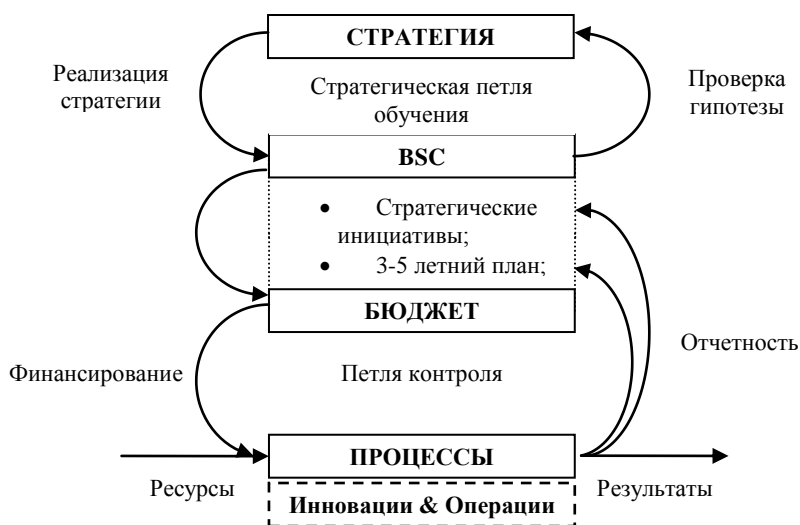 СТРАТЕГИЯ
Реализация
стратегии
Стратегическая петля
обучения
Проверка
гипотезы
BSC
• Стратегические
инициативы;
• 3-5 летний план;
БЮДЖЕТ
Отчетность
Финансирование
Петля контроля
ПРОЦЕССЫ
Ресурсы
Результаты
Инновации & Операции